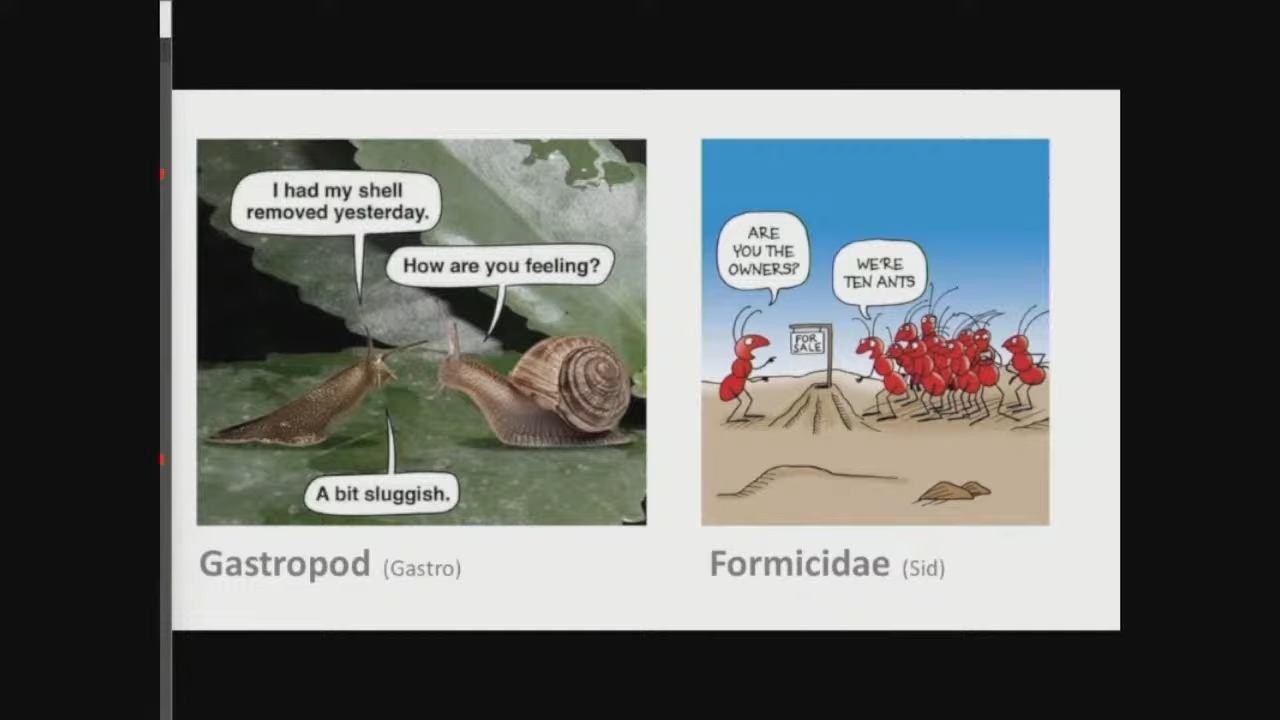 I had my shell
removed yesterday.
How are you feeling?
A bit sluggish.
Gastropod (Gastro)
ARE
YOU THE
OWNERS?
WE'RE
TEN ANTS
FOR
SALE
Formicidae (Sid)